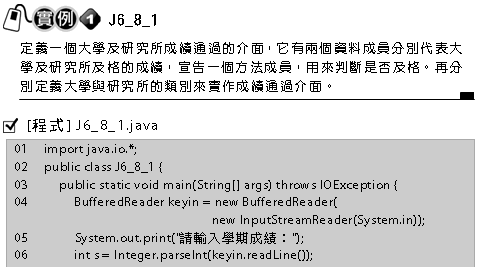 實例 1 J6_8_1
定義一個大學及研究所成績通過的介面，它有兩個資料成員分別代表大
學及研究所及格的成績，宣告一個方法成員，用來判斷是否及格。再分
別定義大學與研究所的類別來實作成績通過介面。
[程式] J6_8_1.java
01 import java.io.*;
02 public class J6_8_1 {
03 public static void main(String[] args) throws IOException {
04 BufferedReader keyin = new BufferedReader(
new InputStreamReader(System.in));
05 System.out.print("請輸入學期成績：");
06 int s= Integer.parseInt(keyin.readLine());